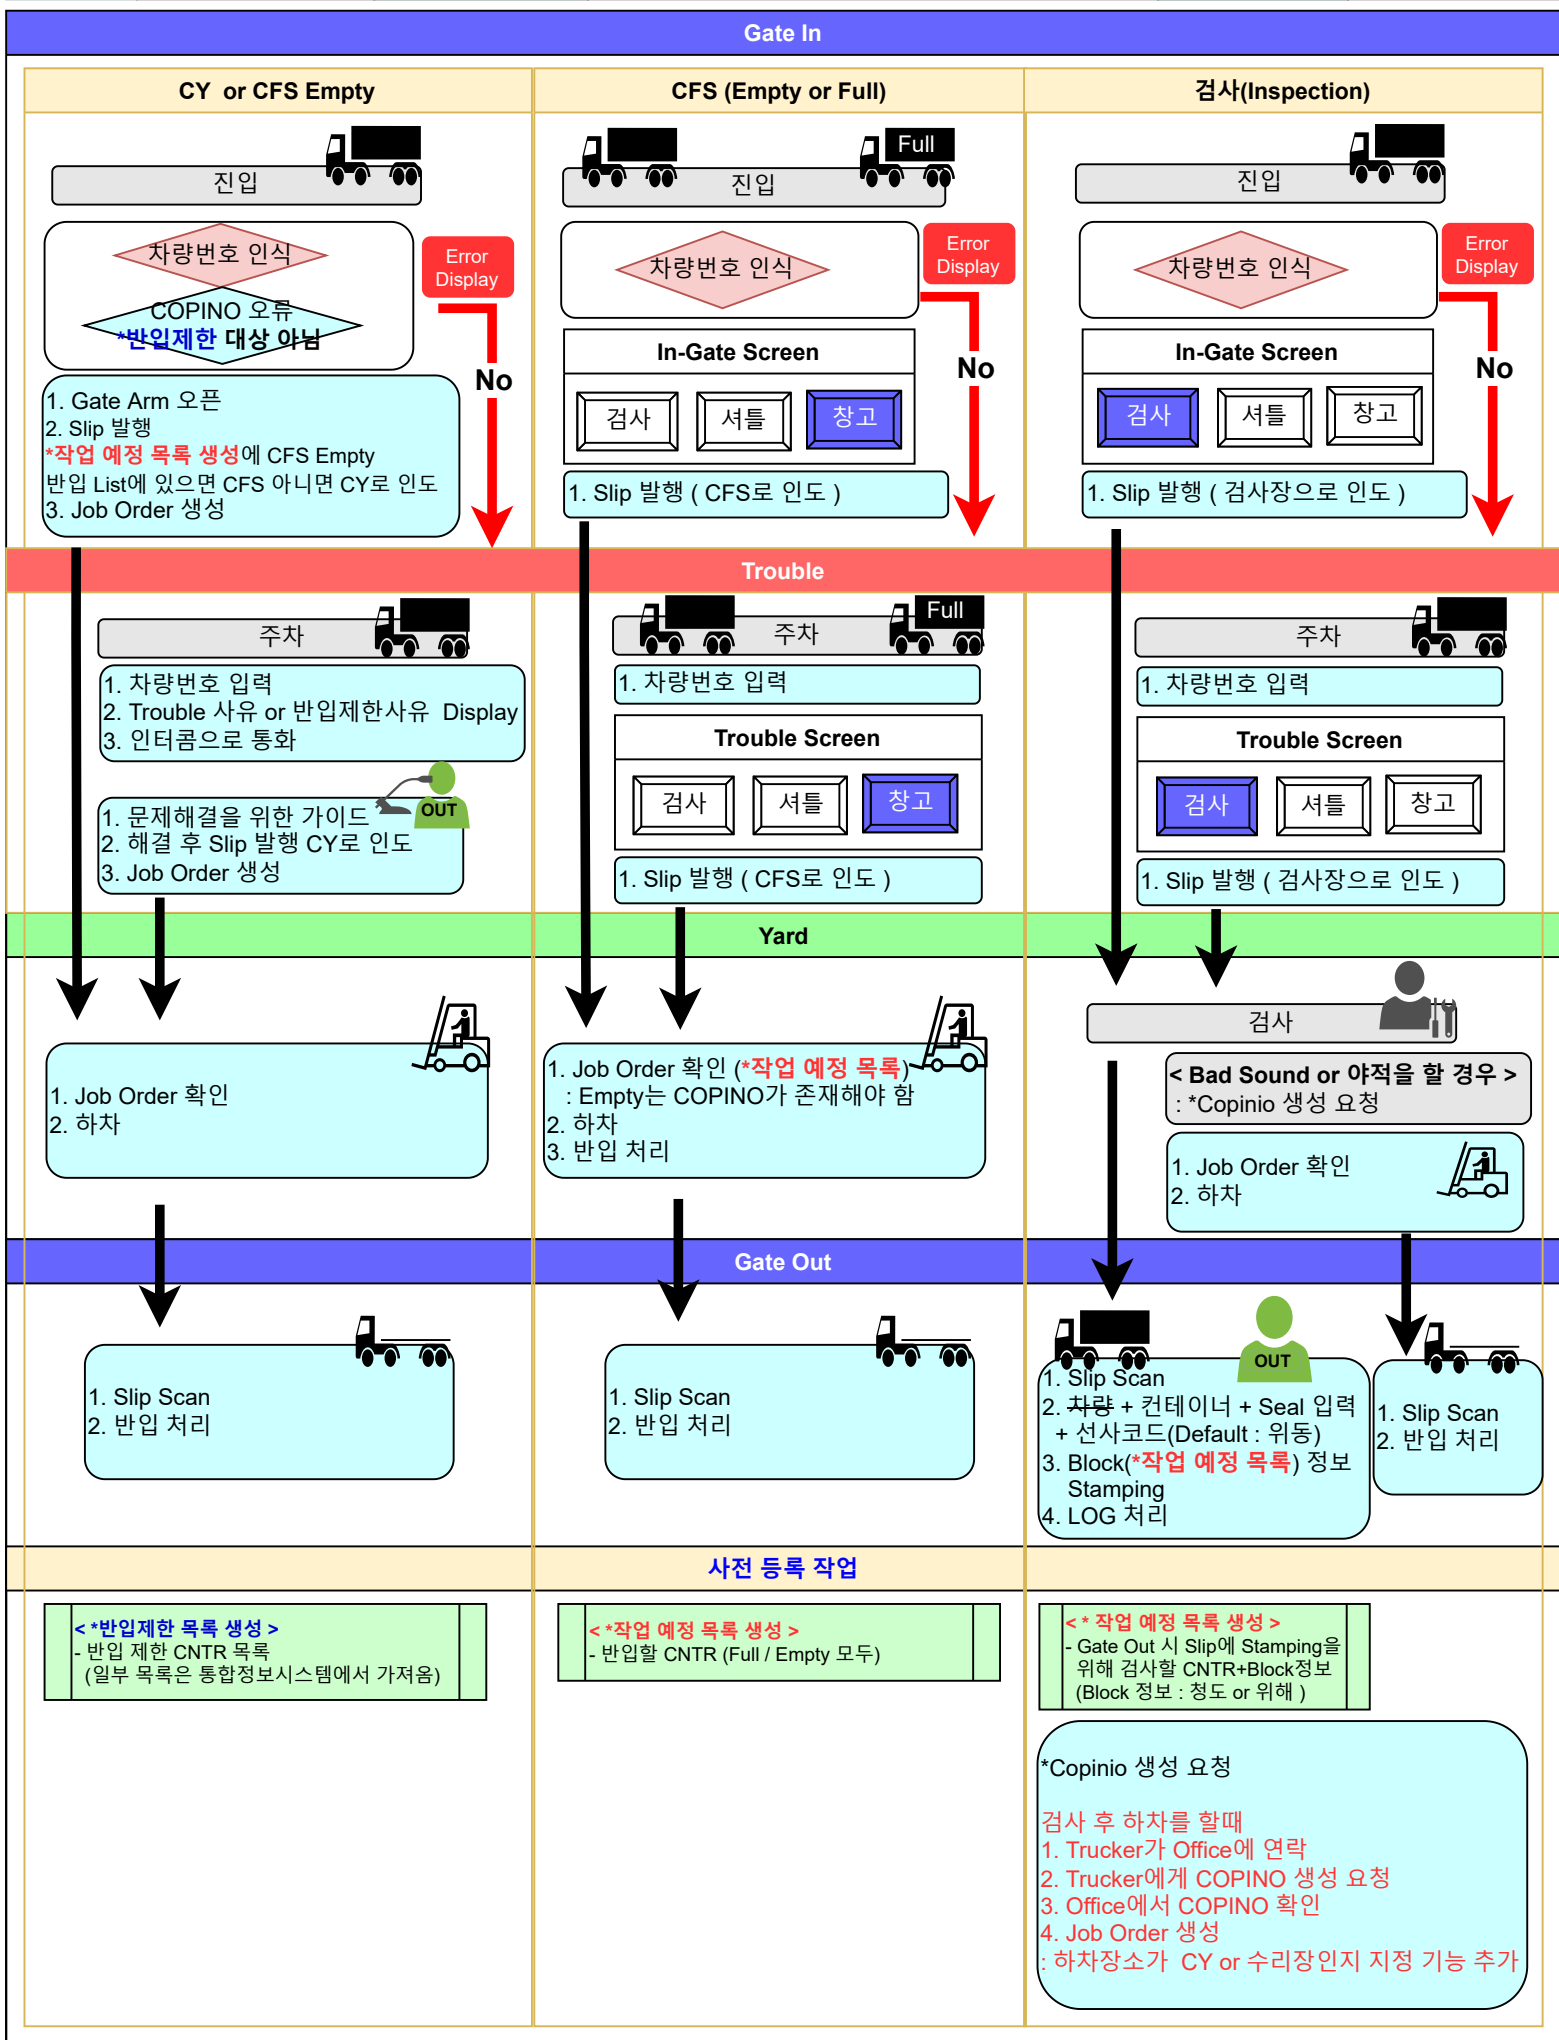 Gate In
CY or CFS Empty
CFS (Empty or Full)
검사(Inspection)
진입
차량번호 인식
Error
Display
COPINO 오류
*반입제한 대상 아님
No
1. Gate Arm 오픈
2. Slip 발행
*작업 예정 목록 생성에 CFS Empty
반입 List에 있으면 CFS 아니면 CY로 인도
3. Job Order 생성
Full
진입
차량번호 인식
Error
Display
No
In-Gate Screen
검사 셔틀 창고
1. Slip 발행 ( CFS로 인도 )
진입
차량번호 인식
Error
Display
No
In-Gate Screen
검사 셔틀 창고
1. Slip 발행 ( 검사장으로 인도 )
Trouble
주차
1. 차량번호 입력
2. Trouble 사유 or 반입제한사유 Display
3. 인터콤으로 통화
OUT
1. 문제해결을 위한 가이드
2. 해결 후 Slip 발행 CY로 인도
3. Job Order 생성
Full
주차
1. 차량번호 입력
Trouble Screen
검사 셔틀 창고
1. Slip 발행 ( CFS로 인도 )
주차
1. 차량번호 입력
Trouble Screen
검사 셔틀 창고
1. Slip 발행 ( 검사장으로 인도 )
Yard
1. Job Order 확인
2. 하차
1. Job Order 확인 (*작업 예정 목록)
: Empty는 COPINO가 존재해야 함
2. 하차
3. 반입 처리
검사
< Bad Sound or 야적을 할 경우 >
: *Copinio 생성 요청
1. Job Order 확인
2. 하차
Gate Out
1. Slip Scan
2. 반입 처리
1. Slip Scan
2. 반입 처리
OUT
1. Slip Scan
2. 차량 + 컨테이너 + Seal 입력
+ 선사코드(Default : 위동)
3. Block(*작업 예정 목록) 정보
Stamping
4. LOG 처리
1. Slip Scan
2. 반입 처리
사전 등록 작업
< *반입제한 목록 생성 >
- 반입 제한 CNTR 목록
(일부 목록은 통합정보시스템에서 가져옴)
< *작업 예정 목록 생성 >
- 반입할 CNTR (Full / Empty 모두)
< * 작업 예정 목록 생성 >
- Gate Out 시 Slip에 Stamping을
위해 검사할 CNTR+Block정보
(Block 정보 : 청도 or 위해 )
*Copinio 생성 요청
검사 후 하차를 할때
1. Trucker가 Office에 연락
2. Trucker에게 COPINO 생성 요청
3. Office에서 COPINO 확인
4. Job Order 생성
: 하차장소가 CY or 수리장인지 지정 기능 추가